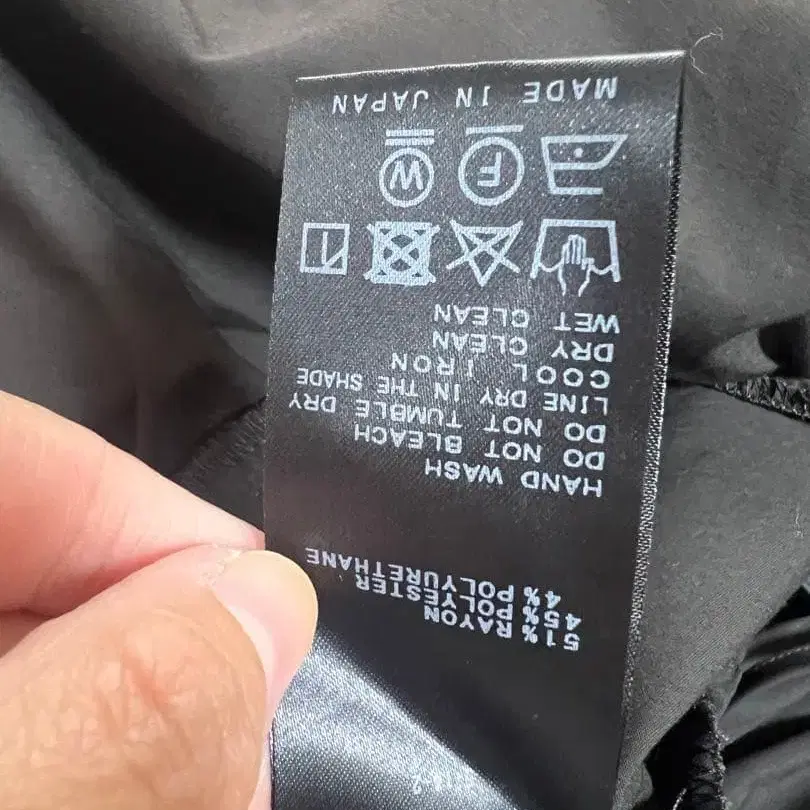 51% RAYON
45% POLYESTER
4% POLYURETHANE
HAND WASH
DO NOT BLEACH
DO NOT TUMBLE DRY
LINE DRY IN THE SHADE
COOL IRON
DRY CLEAN
WET CLEAN
F W
MADE IN JAPAN